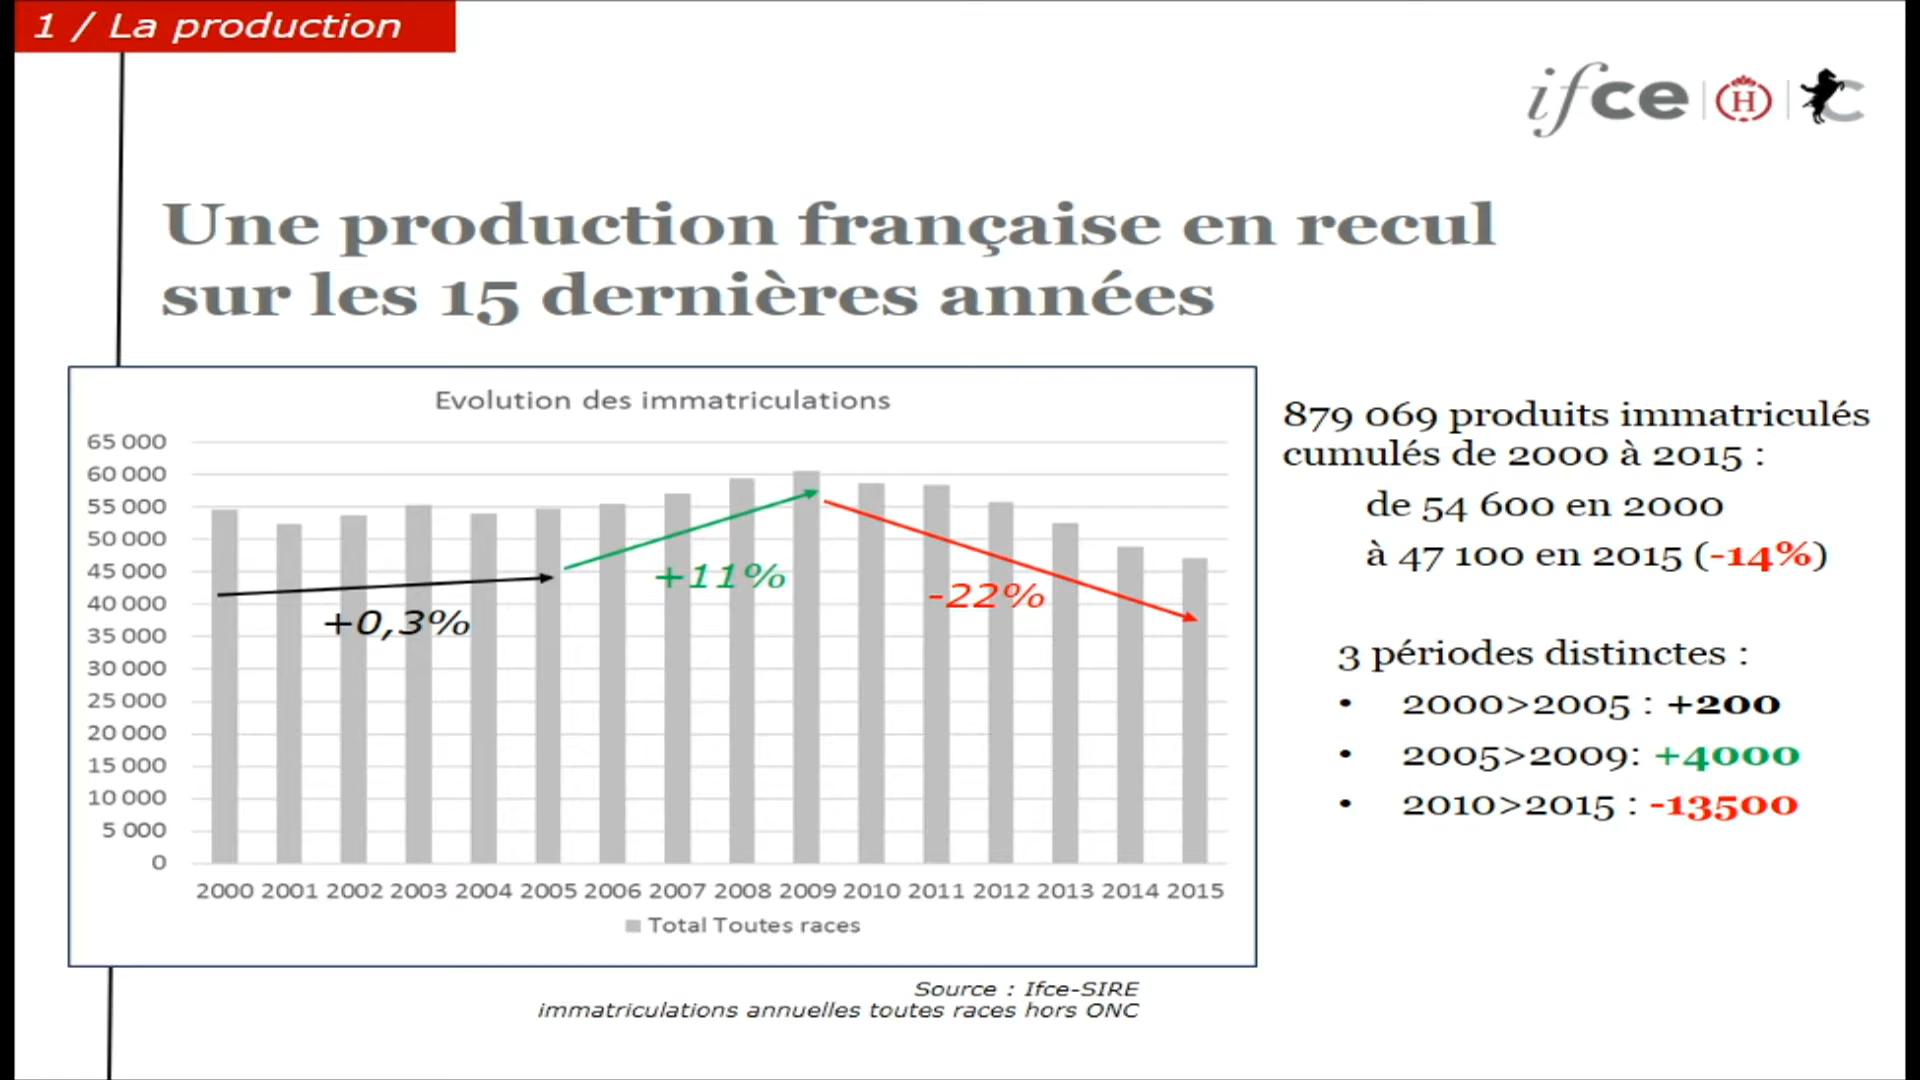 1 / La production
ifce
H
Une production française en recul
sur les 15 dernières années
Evolution des immatriculations
65 000
60 000
55 000
50 000
45 000
40 000
35 000
30 000
25 000
20 000
15 000
10 000
5 000
0
+0,3%
+11%
-22%
2000 2001 2002 2003 2004 2005 2006 2007 2008 2009 2010 2011 2012 2013 2014 2015
Total Toutes races
879 069 produits immatriculés
cumulés de 2000 à 2015 :
de 54 600 en 2000
à 47 100 en 2015 (-14%)
3 périodes distinctes :
• 2000>2005 : +200
• 2005>2009: +4000
• 2010>2015 : -13500
Source : Ifce-SIRE
immatriculations annuelles toutes races hors ONC